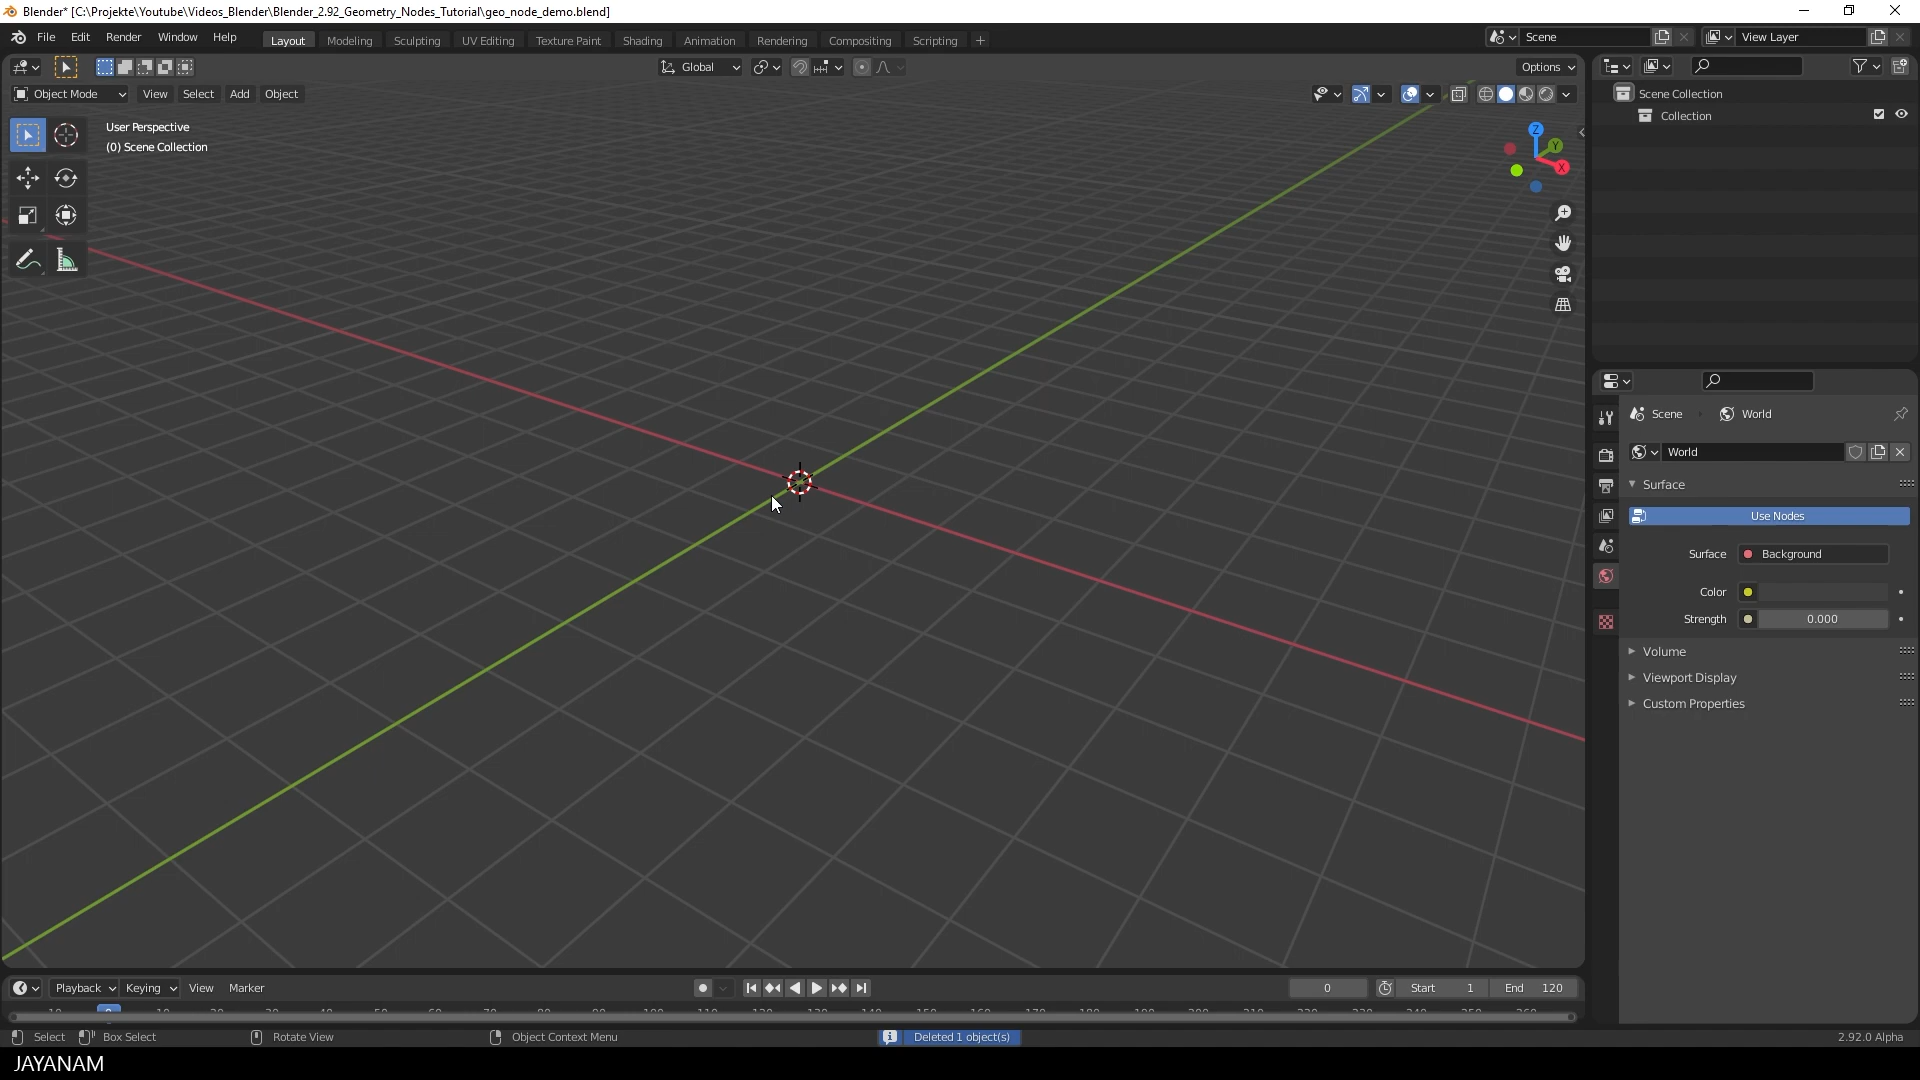 Blender* [C:\Projekte\Youtube\Videos_Blender\Blender_2.92_Geometry_Nodes_Tutorial\geo_node_demo.blend]
File Edit Render Window Help Layout Modeling Sculpting UV Editing Texture Paint Shading Animation Rendering Compositing Scripting + Scene View Layer
Global Options
Object Mode View Select Add Object
Scene Collection
Collection
User Perspective
(0) Scene Collection
Z
Y
X
Scene World
World
Surface
Use Nodes
Surface Background
Color
Strength 0.000
Volume
Viewport Display
Custom Properties
Playback Keying View Marker 0 Start 1 End 120
Select Box Select Rotate View Object Context Menu Deleted 1 object(s) 2.92.0 Alpha
JAYANAM